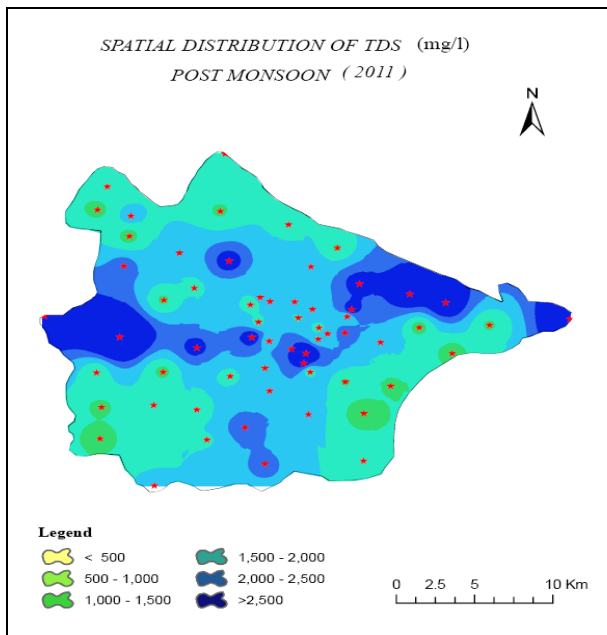 SPATIAL DISTRIBUTION OF TDS (mg/l)
POST MONSOON ( 2011 )
N
Legend
< 500
500 - 1,000
1,000 - 1,500
1,500 - 2,000
2,000 - 2,500
>2,500
0 2.5 5 10 Km